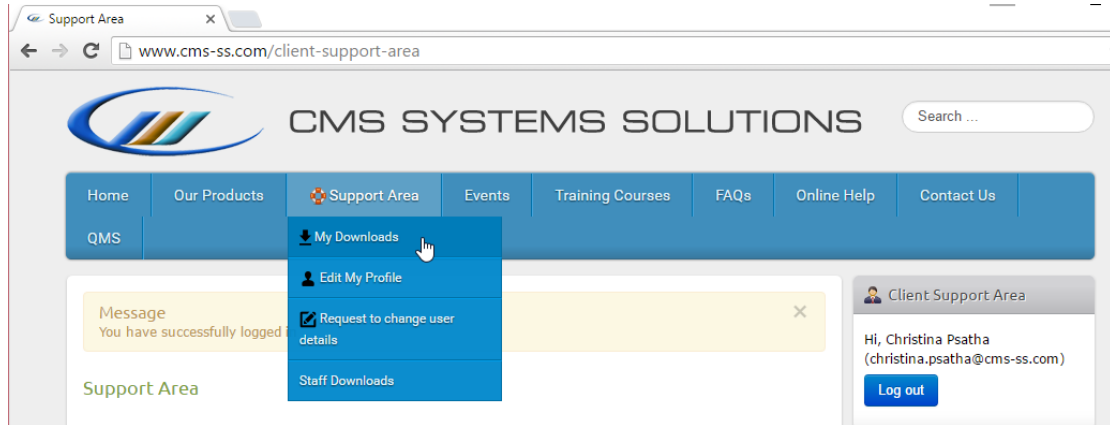 Support Area
www.cms-ss.com/client-support-area
CMS SYSTEMS SOLUTIONS
Search ...
Home Our Products Support Area Events Training Courses FAQs Online Help Contact Us
QMS
My Downloads
Edit My Profile
Request to change user
details
Staff Downloads
Message
You have successfully logged
Support Area
Client Support Area
Hi, Christina Psatha
(christina.psatha@cms-ss.com)
Log out